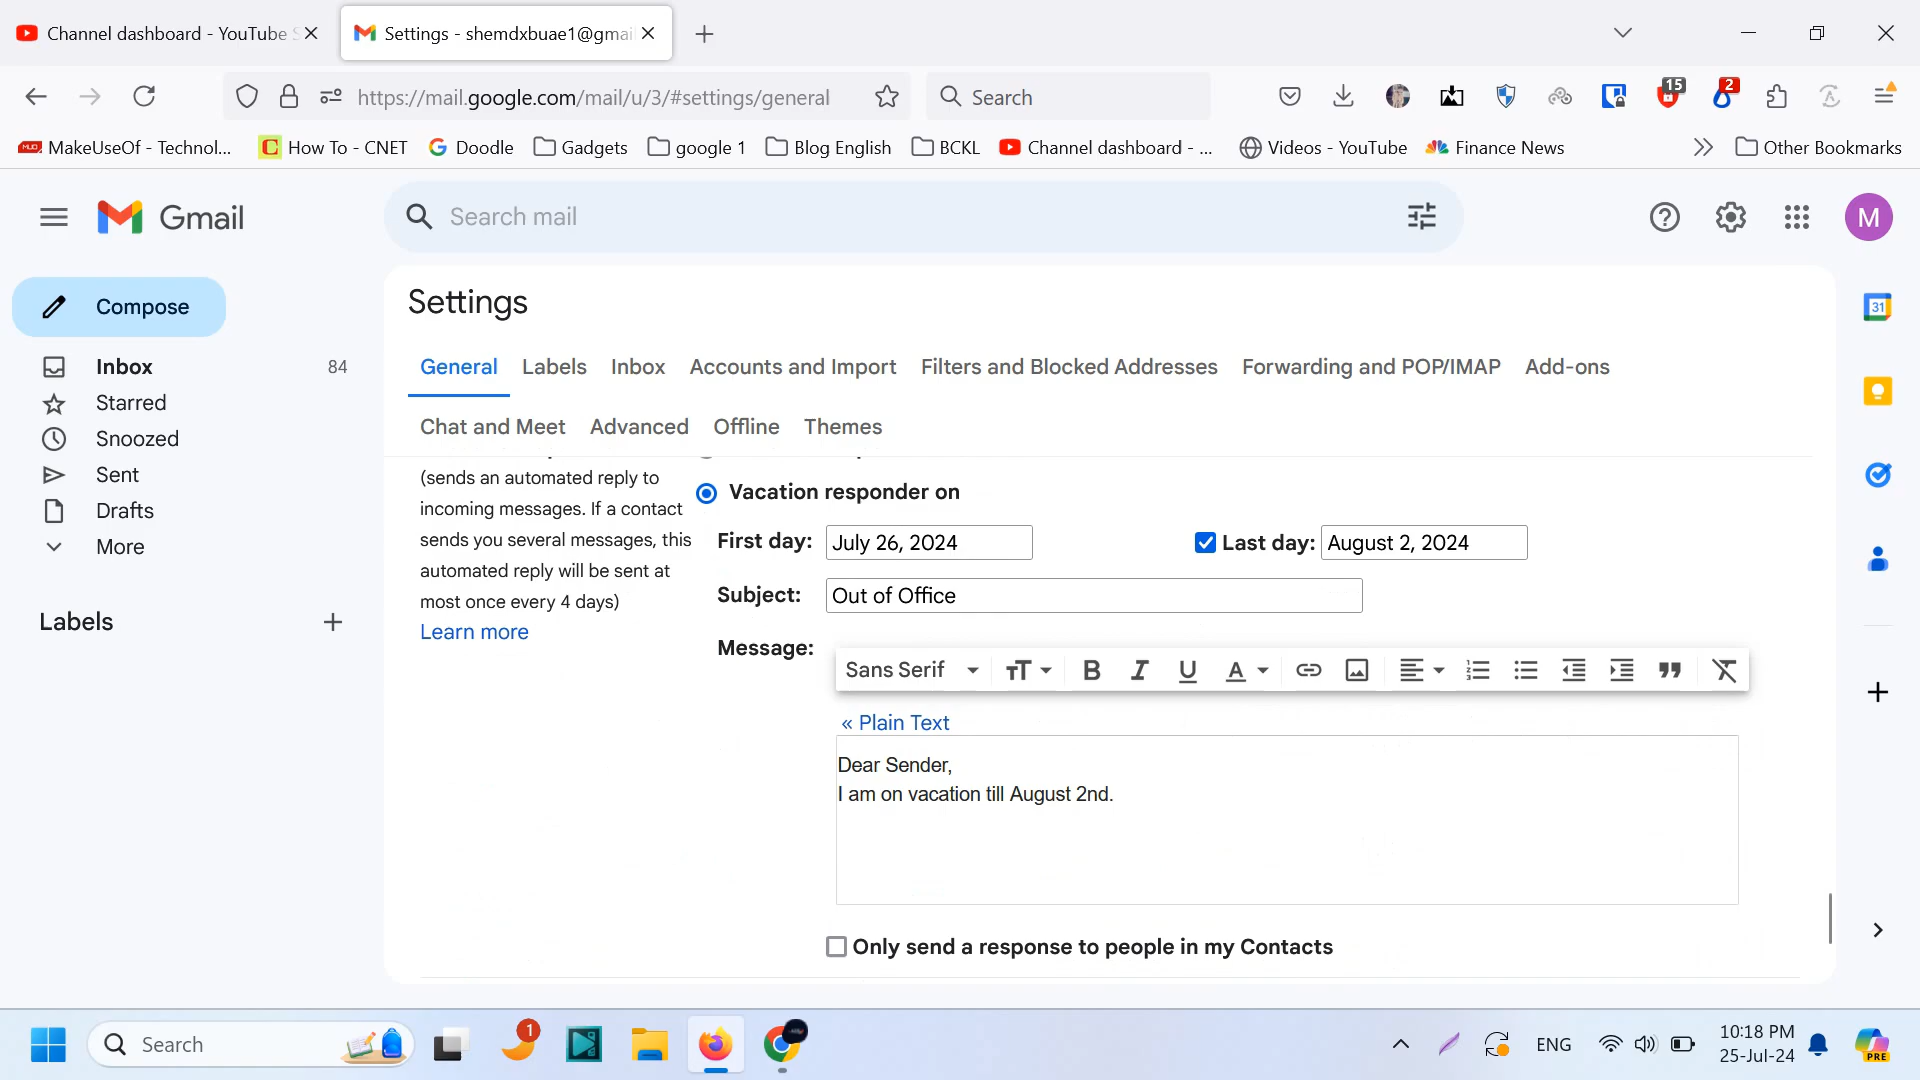 Channel dashboard - YouTube S
Settings - shemdxbuae1@gmai
https://mail.google.com/mail/u/3/#settings/general
Search
15
2
MUO
MakeUseOf - Technol...
C
How To - CNET
Doodle
Gadgets
google 1
Blog English
BCKL
Channel dashboard - ...
Videos - YouTube
Finance News
Other Bookmarks
Gmail
Search mail
M
Compose
Settings
31
General
Labels
Inbox
Accounts and Import
Filters and Blocked Addresses
Forwarding and POP/IMAP
Add-ons
Inbox
84
Starred
Chat and Meet
Advanced
Offline
Themes
Snoozed
Sent
Drafts
More
Labels
(sends an automated reply to
incoming messages. If a contact
sends you several messages, this
automated reply will be sent at
most once every 4 days)
Learn more
Vacation responder on
First day:
July 26, 2024
Last day:
August 2, 2024
Subject:
Out of Office
Message:
Sans Serif
« Plain Text
Dear Sender,
I am on vacation till August 2nd.
Only send a response to people in my Contacts
Search
1
ENG
10:18 PM
25-Jul-24
PRE